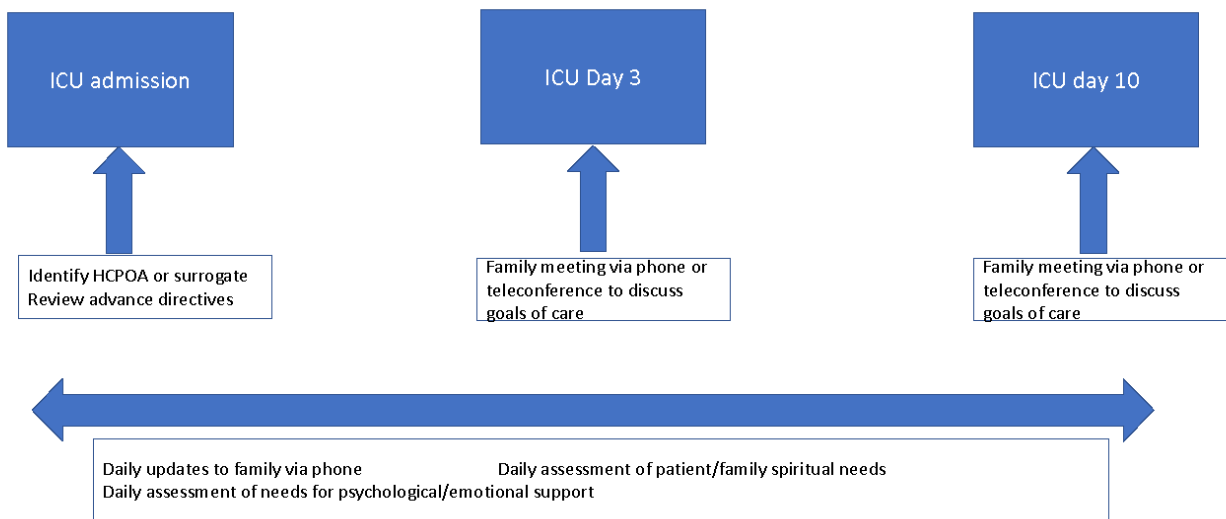 ICU admission
ICU Day 3
ICU day 10
Identify HCPOA or surrogate
Review advance directives
Family meeting via phone or
teleconference to discuss
goals of care
Family meeting via phone or
teleconference to discuss
goals of care
Daily updates to family via phone
Daily assessment of patient/family spiritual needs
Daily assessment of needs for psychological/emotional support